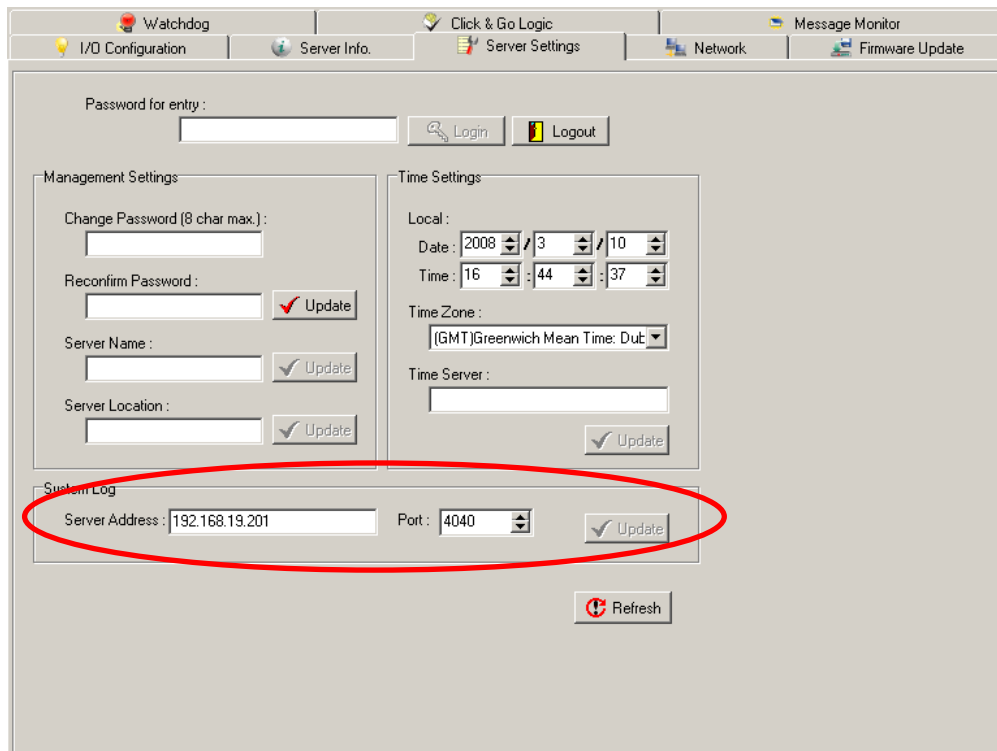 Watchdog Click & Go Logic Message Monitor
I/O Configuration Server Info. Server Settings Network Firmware Update
Password for entry :
Login Logout
Management Settings
Change Password (8 char max.) :
Reconfirm Password :
Update
Server Name :
Update
Server Location :
Update
Time Settings
Local :
Date : 2008 / 3 / 10
Time : 16 : 44 : 37
Time Zone :
(GMT)Greenwich Mean Time: Dub
Time Server :
Update
System Log
Server Address : 192.168.19.201 Port : 4040 Update
Refresh